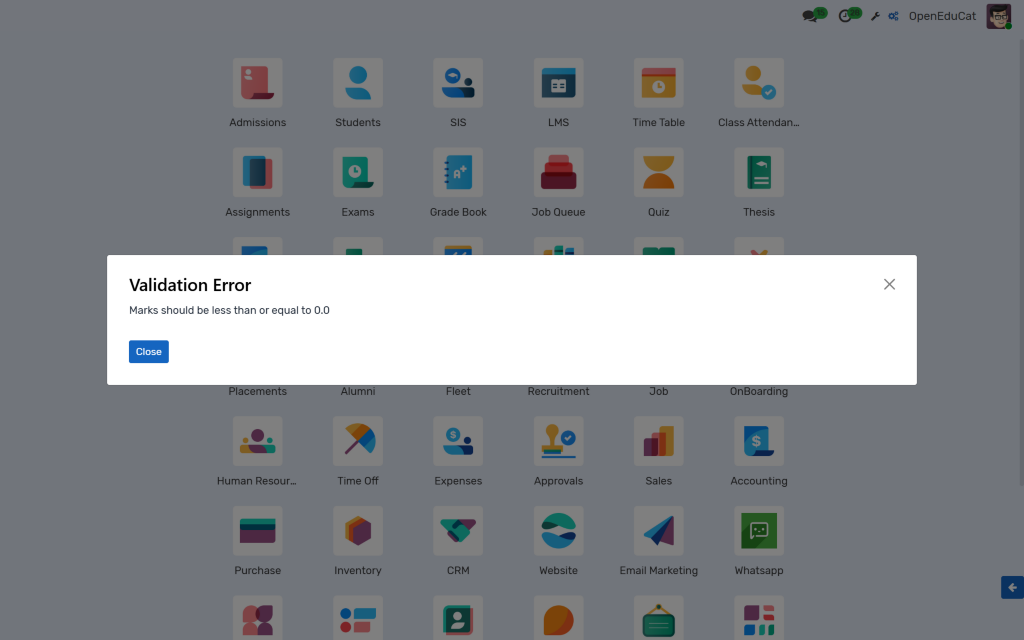 OpenEduCat
Admissions
Students
SIS
LMS
Time Table
Class Attendan...
Assignments
Exams
Grade Book
Job Queue
Quiz
Thesis
Validation Error
Marks should be less than or equal to 0.0
Close
Placements
Alumni
Fleet
Recruitment
Job
OnBoarding
Human Resour...
Time Off
Expenses
Approvals
Sales
Accounting
Purchase
Inventory
CRM
Website
Email Marketing
Whatsapp